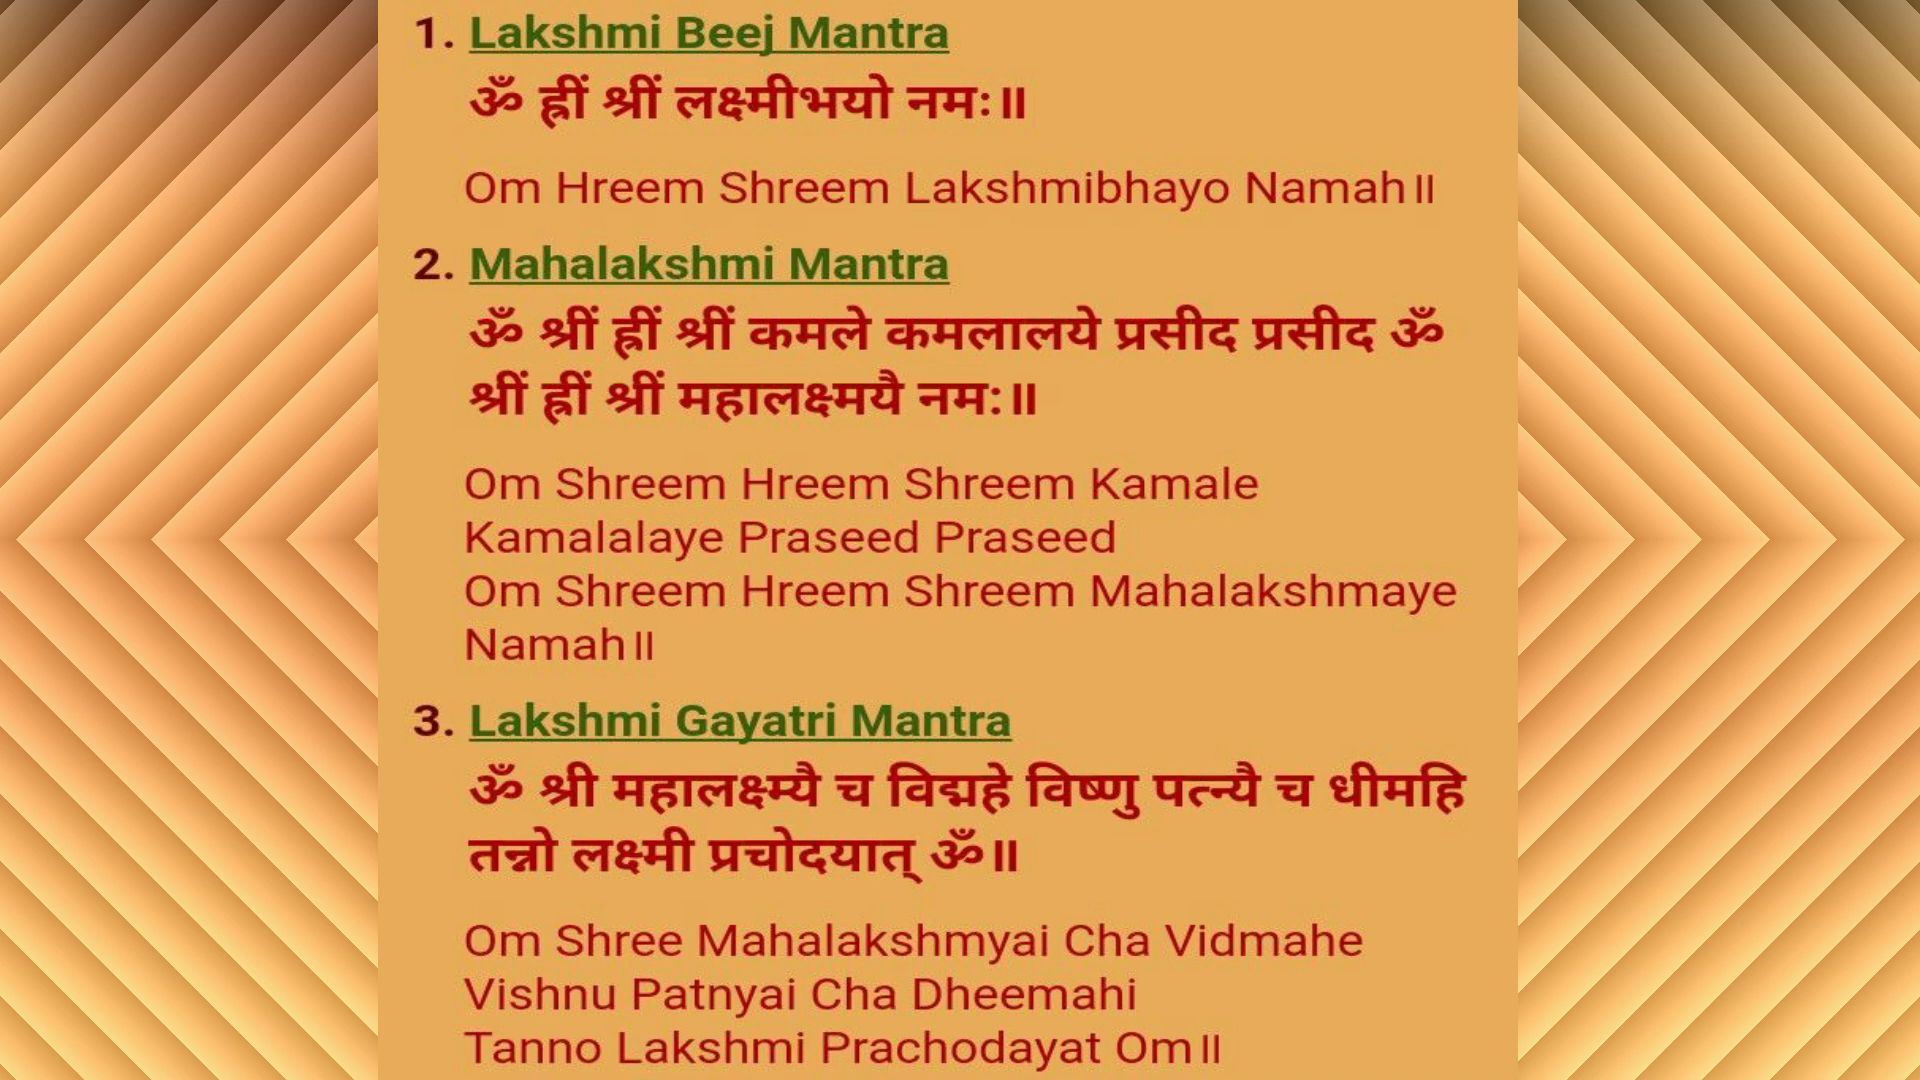 1. Lakshmi Beej Mantra
ॐ ह्रीं श्रीं लक्ष्मीभयो नमः॥
Om Hreem Shreem Lakshmibhayo Namah॥
2. Mahalakshmi Mantra
ॐ श्रीं ह्रीं श्रीं कमले कमलालये प्रसीद प्रसीद ॐ
श्रीं ह्रीं श्रीं महालक्ष्मयै नमः॥
Om Shreem Hreem Shreem Kamale
Kamalalaye Praseed Praseed
Om Shreem Hreem Shreem Mahalakshmaye
Namah॥
3. Lakshmi Gayatri Mantra
ॐ श्री महालक्ष्म्यै च विद्महे विष्णु पत्न्यै च धीमहि
तन्नो लक्ष्मी प्रचोदयात् ॐ॥
Om Shree Mahalakshmyai Cha Vidmahe
Vishnu Patnyai Cha Dheemahi
Tanno Lakshmi Prachodayat Om॥